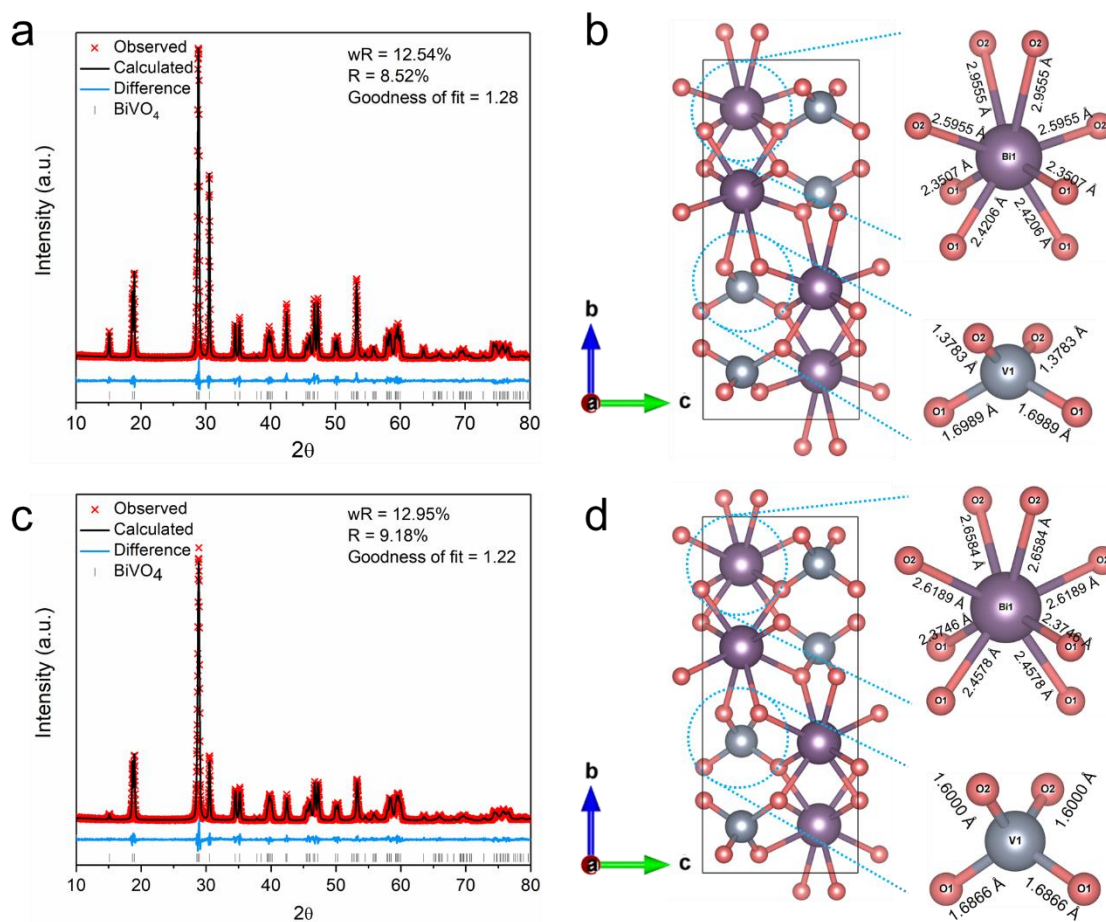 a
Observed
Calculated
Difference
BiVO4
wR = 12.54%
R = 8.52%
Goodness of fit = 1.28
Intensity (a.u.)
10 20 30 40 50 60 70 80
2θ
b
b
a
c
O2 O2
2.9555 Å 2.9555 Å
O2 O2
2.5955 Å 2.5955 Å
Bi1
2.3507 Å 2.3507 Å
O1 O1
2.4206 Å 2.4206 Å
O1 O1
O2 O2
1.3783 Å 1.3783 Å
V1
O1 O1
1.6989 Å 1.6989 Å
c
Observed
Calculated
Difference
BiVO4
wR = 12.95%
R = 9.18%
Goodness of fit = 1.22
Intensity (a.u.)
10 20 30 40 50 60 70 80
2θ
d
b
a
c
O2 O2
2.6584 Å 2.6584 Å
O2 O2
2.6189 Å 2.6189 Å
Bi1
2.3746 Å 2.3746 Å
O1 O1
2.4578 Å 2.4578 Å
O1 O1
1.6000 Å 1.6000 Å
O2 O2
V1
O1 O1
1.6866 Å 1.6866 Å